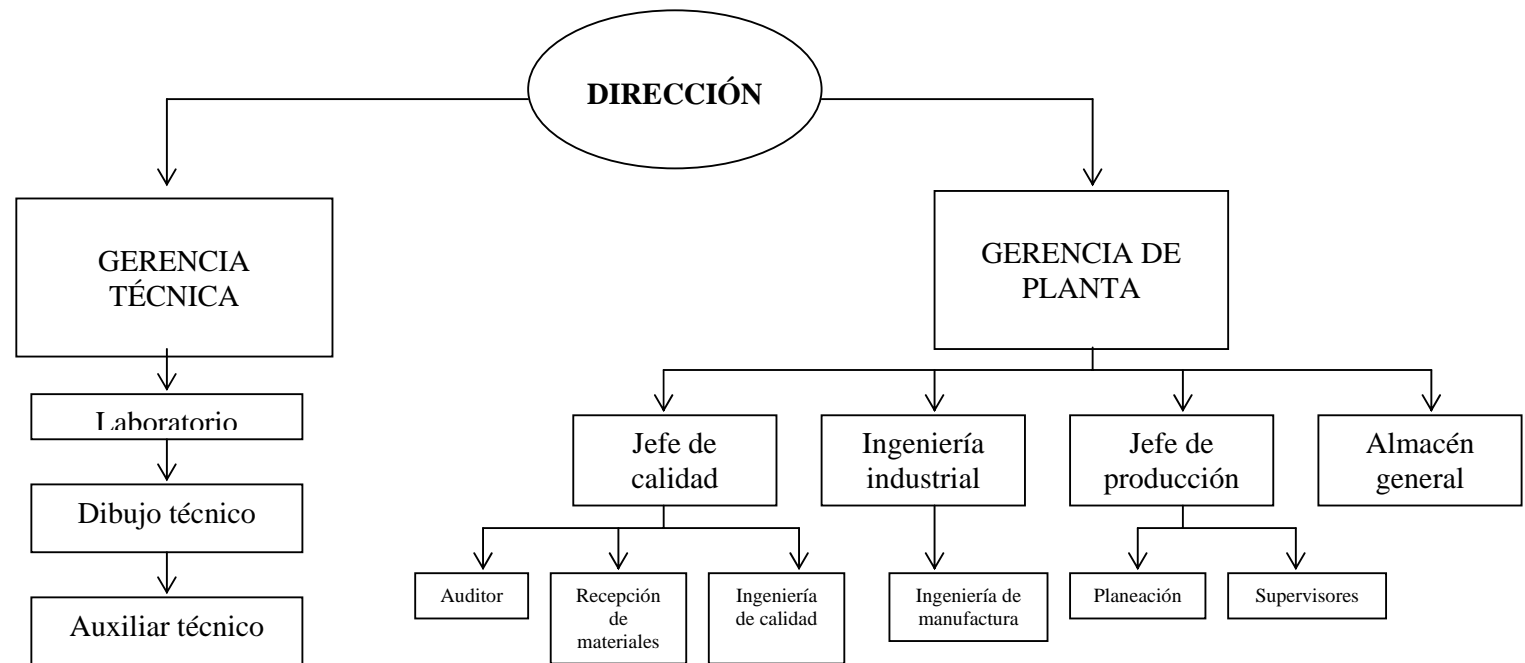 DIRECCIÓN
GERENCIA
TÉCNICA
GERENCIA DE
PLANTA
Laboratorio
Dibujo técnico
Auxiliar técnico
Jefe de
calidad
Ingeniería
industrial
Jefe de
producción
Almacén
general
Auditor
Recepción
de
materiales
Ingeniería
de calidad
Ingeniería de
manufactura
Planeación
Supervisores